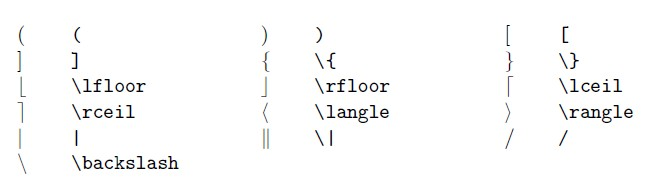 ( ( ) ) [ [
] ] { \{ } \}
⌊ \lfloor ⌋ \rfloor ⌈ \lceil
⌉ \rceil ⟨ \langle ⟩ \rangle
| | ‖ \| / /
\ \backslash